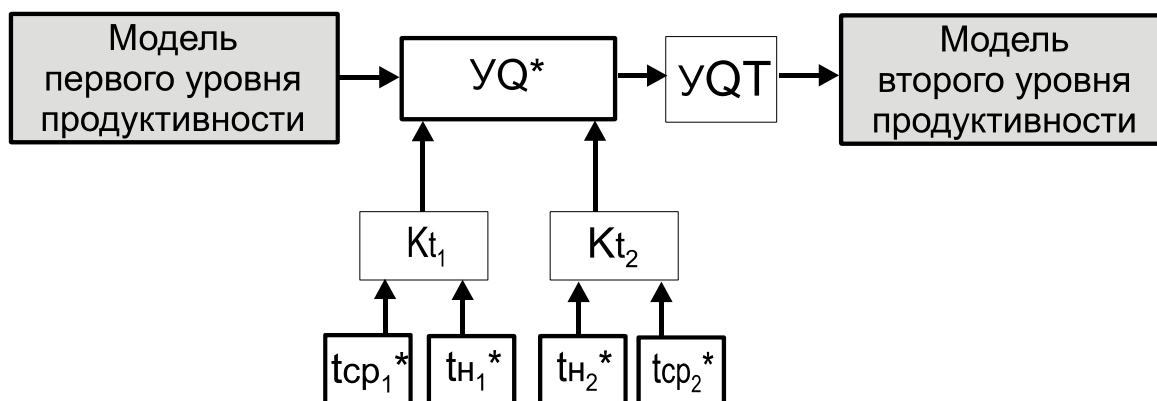 Модель
первого уровня
продуктивности
УQ*
УQТ
Модель
второго уровня
продуктивности
Kt₁
Kt₂
tср₁*
tн₁*
tн₂*
tср₂*